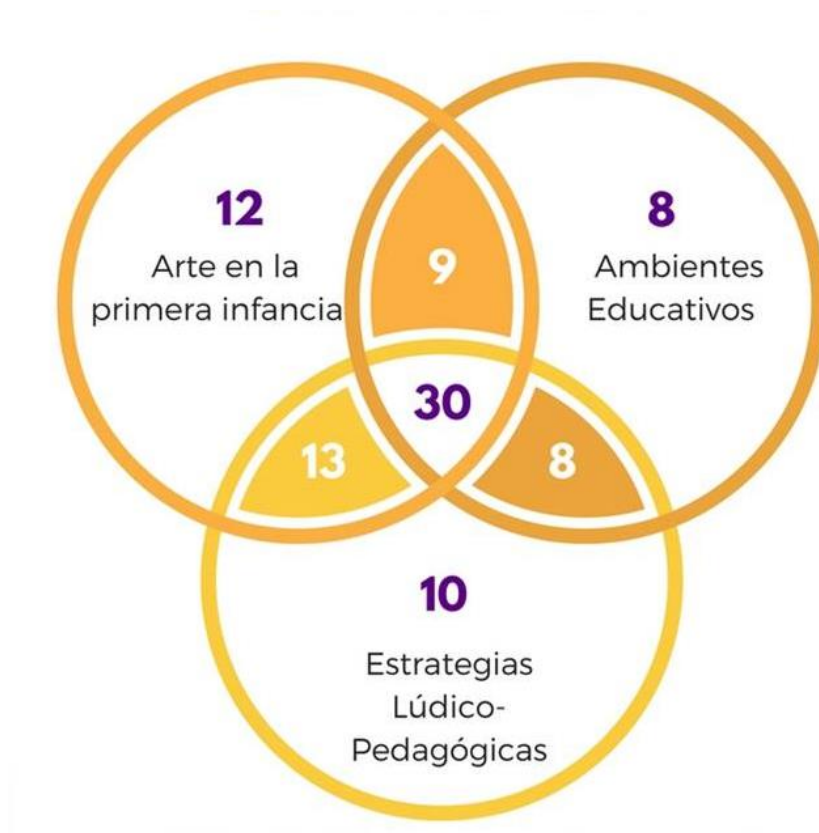 12
Arte en la
primera infancia
9
8
Ambientes
Educativos
30
13
8
10
Estrategias
Lúdico-
Pedagógicas